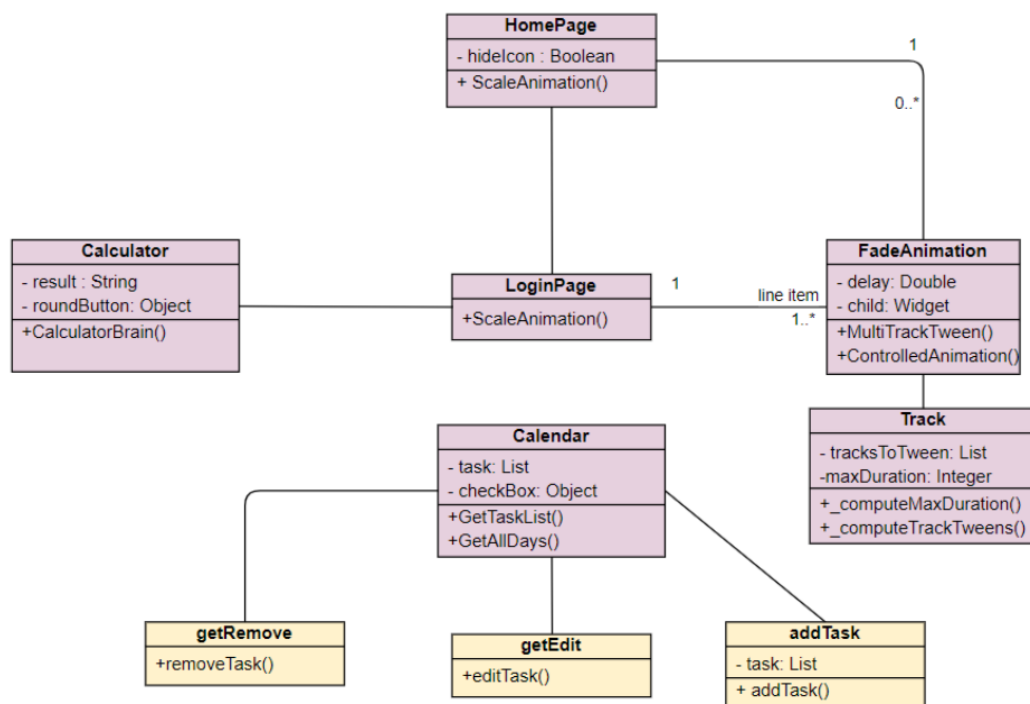 HomePage
- hideIcon : Boolean
+ ScaleAnimation()
1
0..*
Calculator
- result : String
- roundButton: Object
+CalculatorBrain()
LoginPage
+ScaleAnimation()
1
line item
1..*
FadeAnimation
- delay: Double
- child: Widget
+MultiTrackTween()
+ControlledAnimation()
Track
- tracksToTween: List
-maxDuration: Integer
+_computeMaxDuration()
+_computeTrackTweens()
Calendar
- task: List
- checkBox: Object
+GetTaskList()
+GetAllDays()
getRemove
+removeTask()
getEdit
+editTask()
addTask
- task: List
+ addTask()